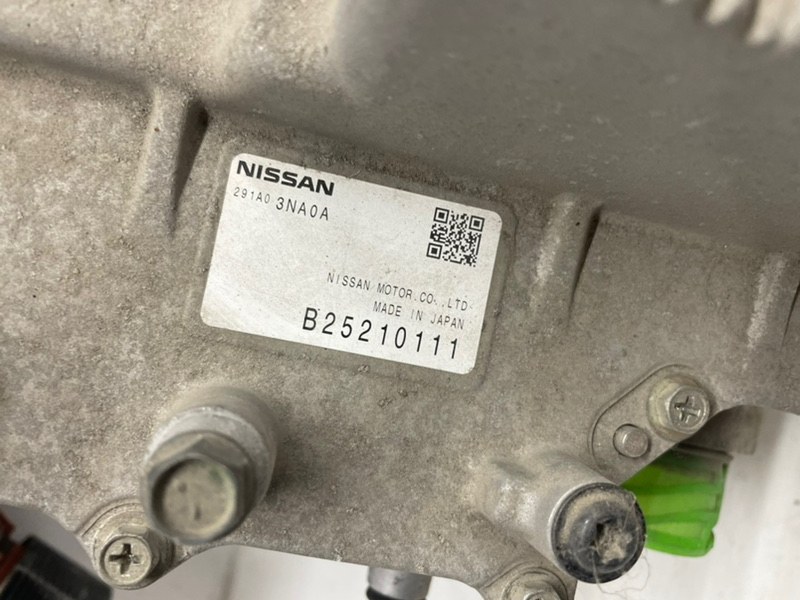 NISSAN
291A0 3NA0A
NISSAN MOTOR.CO.,LTD
MADE IN JAPAN
B25210111